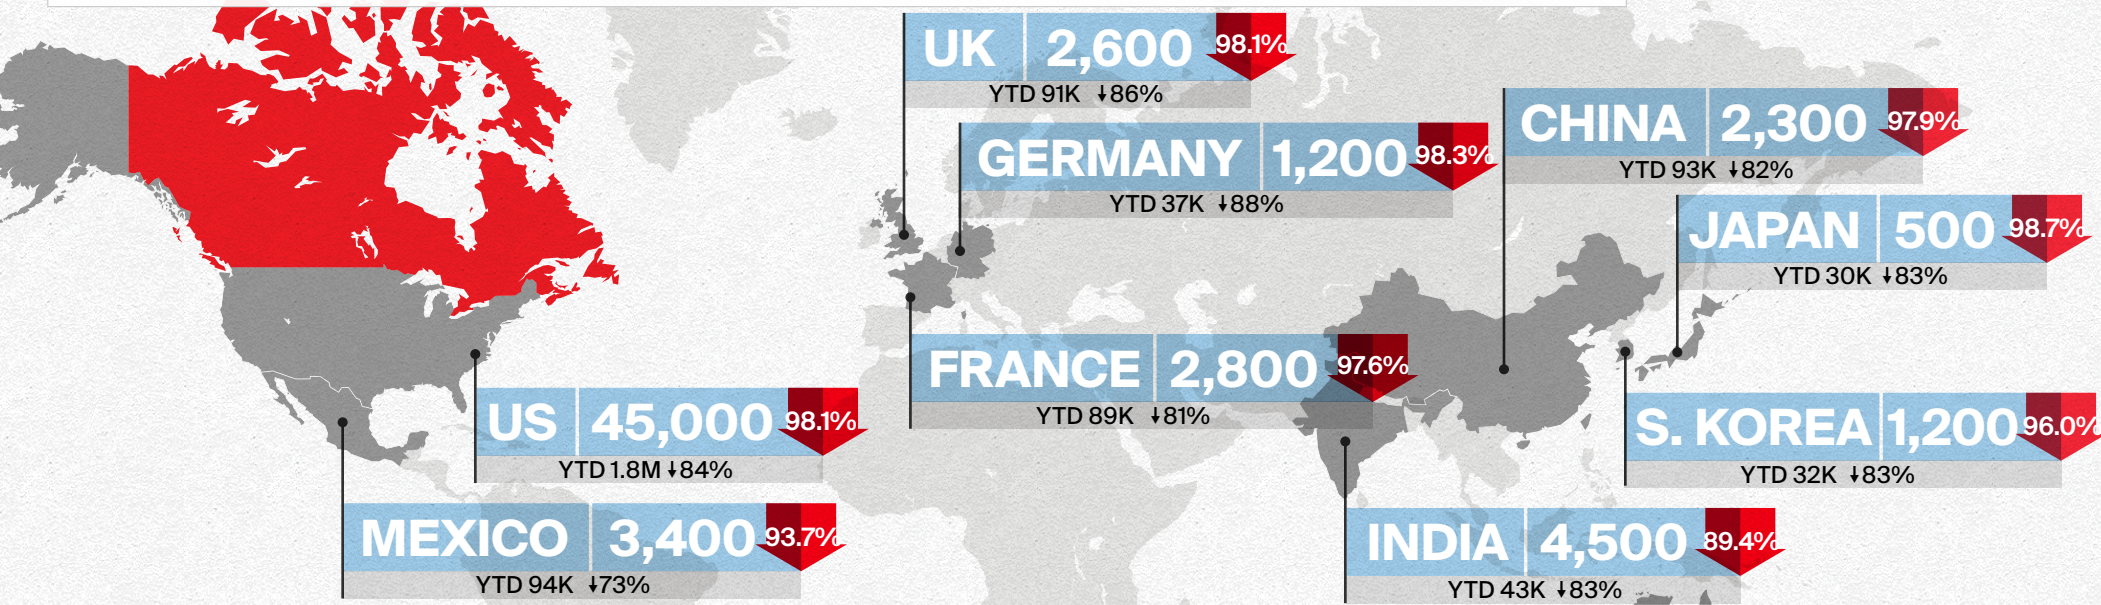 UK 2,600 98.1%
YTD 91K ↓86%
GERMANY 1,200 98.3%
YTD 37K ↓88%
CHINA 2,300 97.9%
YTD 93K ↓82%
JAPAN 500 98.7%
YTD 30K ↓83%
FRANCE 2,800 97.6%
YTD 89K ↓81%
US 45,000 98.1%
YTD 1.8M ↓84%
S. KOREA 1,200 96.0%
YTD 32K ↓83%
MEXICO 3,400 93.7%
YTD 94K ↓73%
INDIA 4,500 89.4%
YTD 43K ↓83%